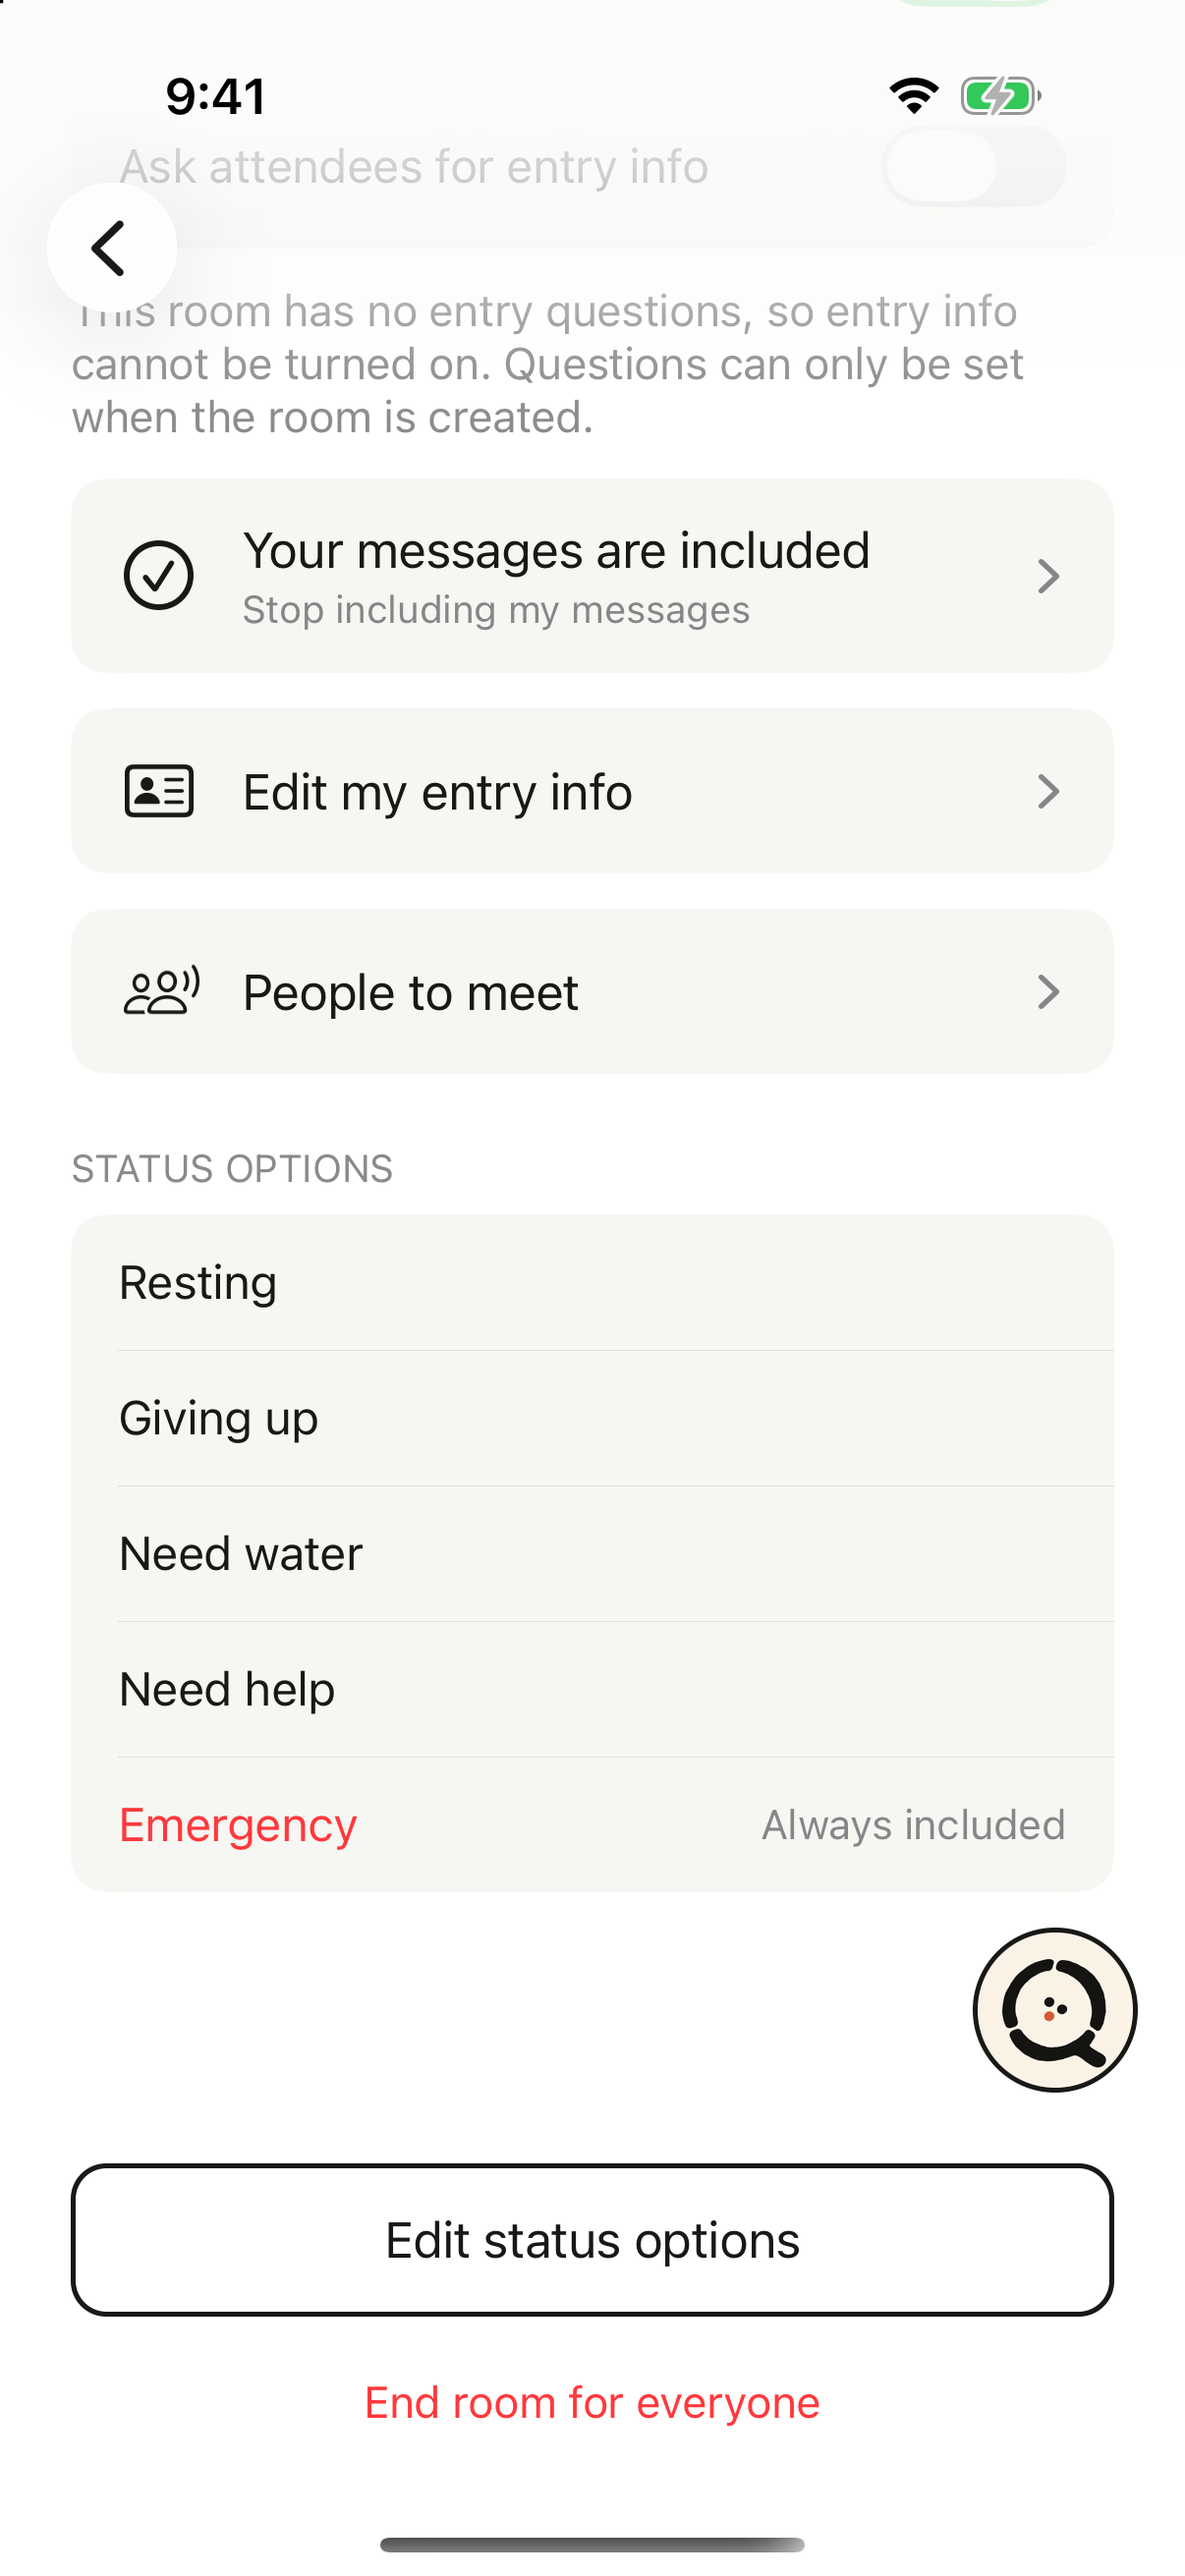 9:41
Ask attendees for entry info
This room has no entry questions, so entry info
cannot be turned on. Questions can only be set
when the room is created.
Your messages are included
Stop including my messages
Edit my entry info
People to meet
STATUS OPTIONS
Resting
Giving up
Need water
Need help
Emergency
Always included
Edit status options
End room for everyone